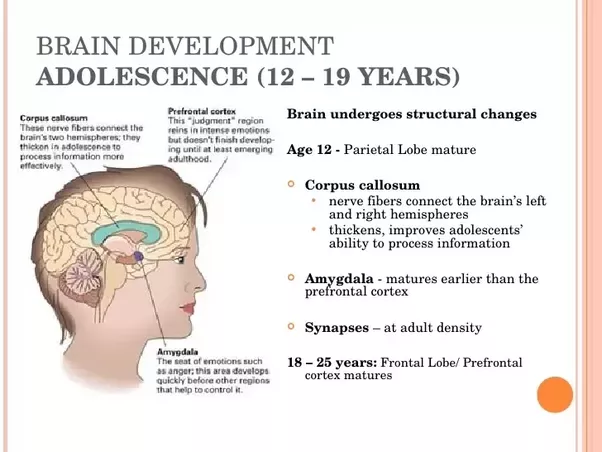 BRAIN DEVELOPMENT
ADOLESCENCE (12 – 19 YEARS)
Corpus callosum
These nerve fibers connect the
brain's two hemispheres; they
thicken in adolescence to
process information more
effectively.
Prefrontal cortex
This "judgment" region
reins in intense emotions
but doesn't finish develop-
ing until at least emerging
adulthood.
Amygdala
The seat of emotions such
as anger; this area develops
quickly before other regions
that help to control it.
Brain undergoes structural changes
Age 12 - Parietal Lobe mature
Corpus callosum
• nerve fibers connect the brain's left
and right hemispheres
• thickens, improves adolescents'
ability to process information
Amygdala - matures earlier than the
prefrontal cortex
Synapses – at adult density
18 – 25 years: Frontal Lobe/ Prefrontal
cortex matures